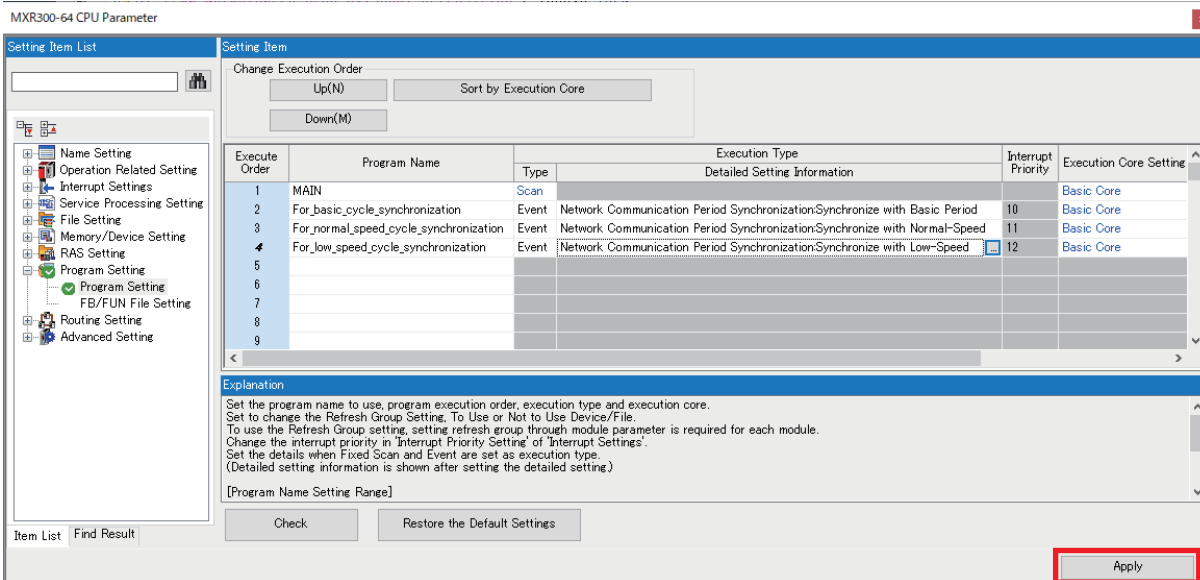 MXR300-64 CPU Parameter
Setting Item List
Setting Item
Change Execution Order
Up(N)
Sort by Execution Core
Down(M)
Name Setting
Operation Related Setting
Interrupt Settings
Service Processing Setting
File Setting
Memory/Device Setting
RAS Setting
Program Setting
Program Setting
FB/FUN File Setting
Routing Setting
Advanced Setting
Item List
Find Result
Execute Order
Program Name
Execution Type
Type
Detailed Setting Information
Interrupt Priority
Execution Core Setting
1 MAIN Scan Basic Core
2 For_basic_cycle_synchronization Event Network Communication Period Synchronization:Synchronize with Basic Period 10 Basic Core
3 For_normal_speed_cycle_synchronization Event Network Communication Period Synchronization:Synchronize with Normal-Speed 11 Basic Core
4 For_low_speed_cycle_synchronization Event Network Communication Period Synchronization:Synchronize with Low-Speed ... 12 Basic Core
5
6
7
8
9
Explanation
Set the program name to use, program execution order, execution type and execution core.
Set to change the Refresh Group Setting, To Use or Not to Use Device/File.
To use the Refresh Group setting, setting refresh group through module parameter is required for each module.
Change the interrupt priority in 'Interrupt Priority Setting' of 'Interrupt Settings'.
Set the details when Fixed Scan and Event are set as execution type.
(Detailed setting information is shown after setting the detailed setting.)
[Program Name Setting Range]
Check
Restore the Default Settings
Apply